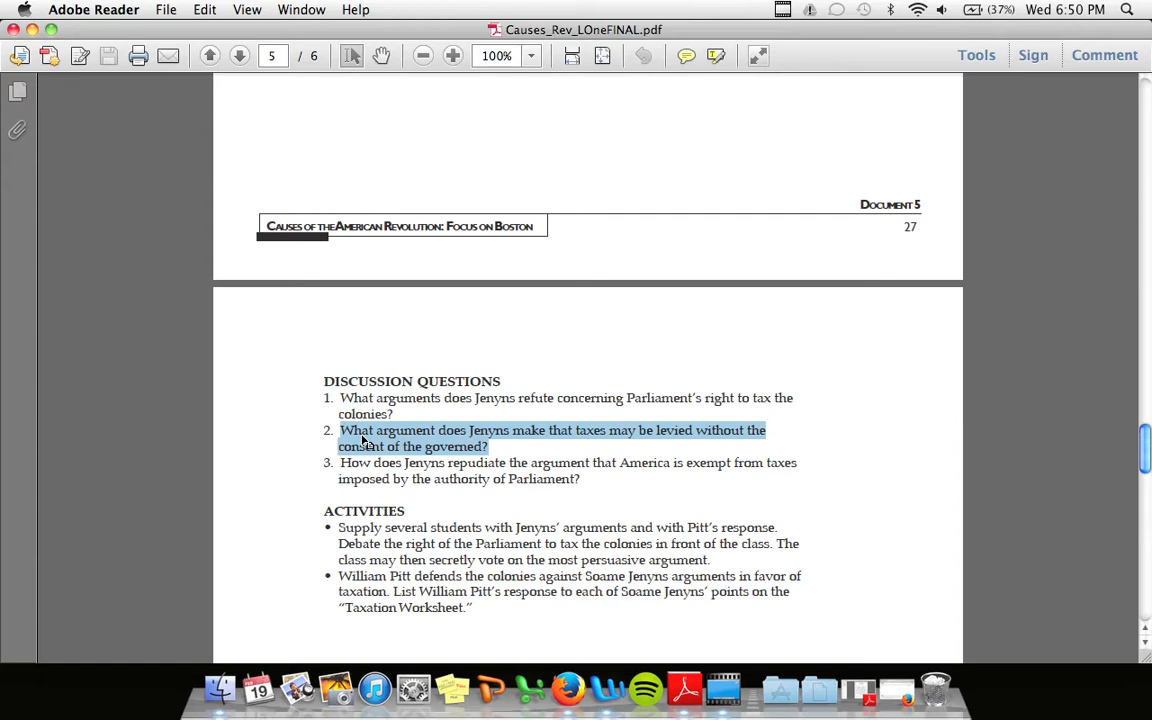 Adobe Reader File Edit View Window Help (37%) Wed 6:50 PM
Causes_Rev_LOneFINAL.pdf
5 / 6 100% Tools Sign Comment
DOCUMENT 5
CAUSES OF THE AMERICAN REVOLUTION: FOCUS ON BOSTON 27
DISCUSSION QUESTIONS
1. What arguments does Jenyns refute concerning Parliament's right to tax the
colonies?
2. What argument does Jenyns make that taxes may be levied without the
consent of the governed?
3. How does Jenyns repudiate the argument that America is exempt from taxes
imposed by the authority of Parliament?
ACTIVITIES
• Supply several students with Jenyns' arguments and with Pitt's response.
Debate the right of the Parliament to tax the colonies in front of the class. The
class may then secretly vote on the most persuasive argument.
• William Pitt defends the colonies against Soame Jenyns arguments in favor of
taxation. List William Pitt's response to each of Soame Jenyns' points on the
"Taxation Worksheet."
FEB
19